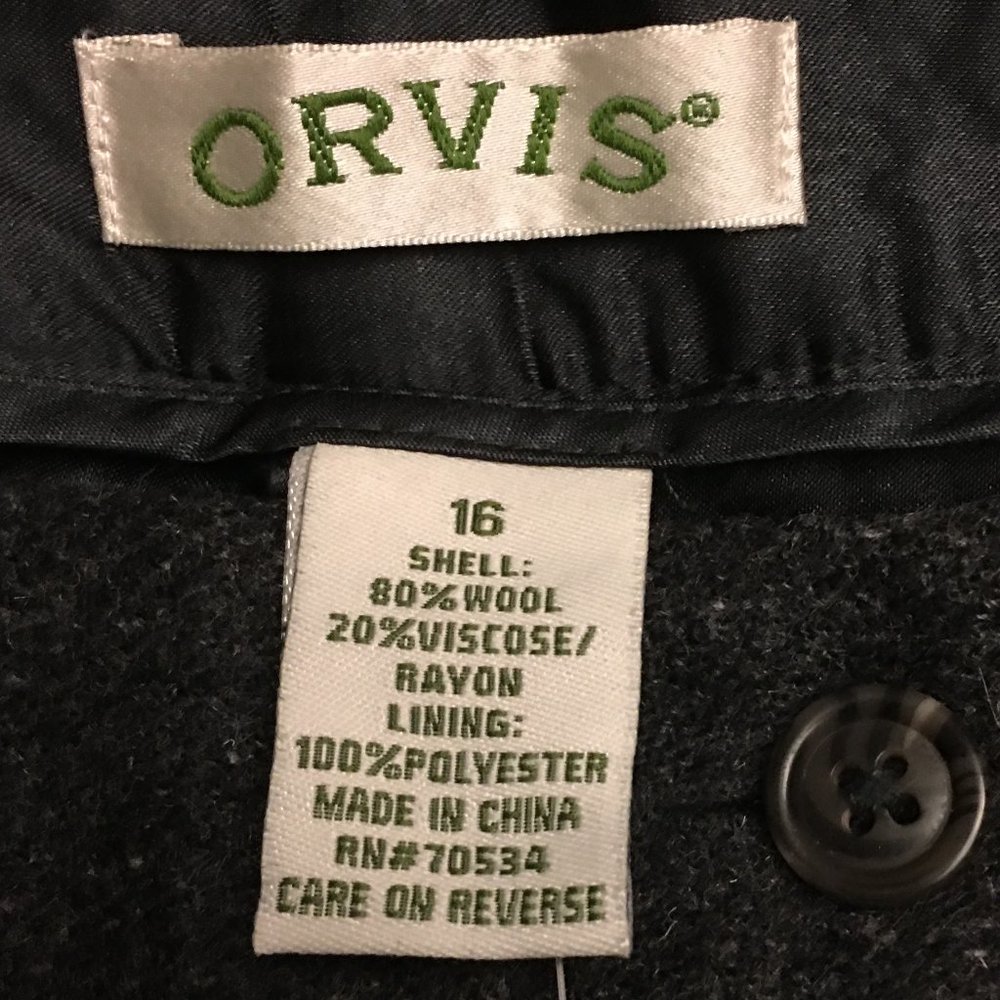 ORVIS®
16
SHELL:
80%WOOL
20%VISCOSE/
RAYON
LINING:
100%POLYESTER
MADE IN CHINA
RN#70534
CARE ON REVERSE